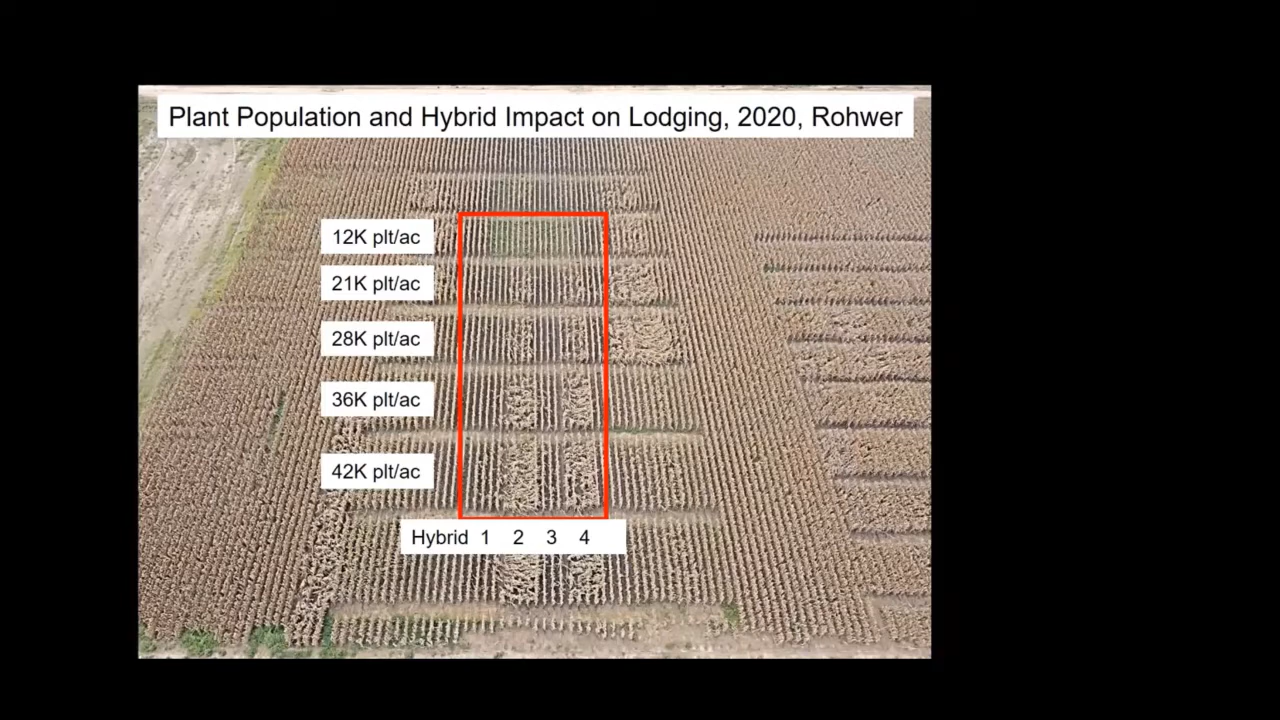 Plant Population and Hybrid Impact on Lodging, 2020, Rohwer
12K plt/ac
21K plt/ac
28K plt/ac
36K plt/ac
42K plt/ac
Hybrid 1 2 3 4